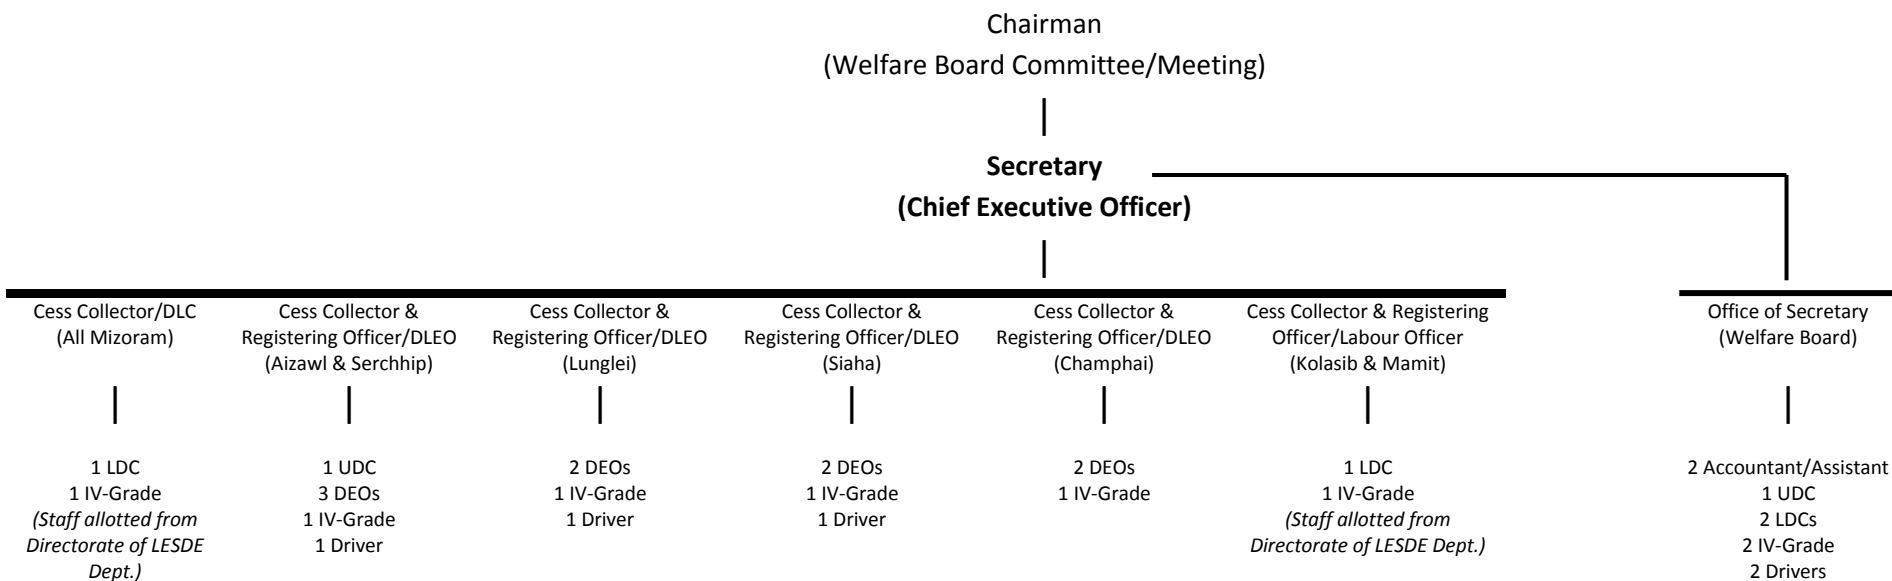 Chairman
(Welfare Board Committee/Meeting)
Secretary
(Chief Executive Officer)
Cess Collector/DLC
(All Mizoram)
1 LDC
1 IV-Grade
(Staff allotted from
Directorate of LESDE
Dept.)
Cess Collector &
Registering Officer/DLEO
(Aizawl & Serchhip)
1 UDC
3 DEOs
1 IV-Grade
1 Driver
Cess Collector &
Registering Officer/DLEO
(Lunglei)
2 DEOs
1 IV-Grade
1 Driver
Cess Collector &
Registering Officer/DLEO
(Siaha)
2 DEOs
1 IV-Grade
1 Driver
Cess Collector &
Registering Officer/DLEO
(Champhai)
2 DEOs
1 IV-Grade
Cess Collector & Registering
Officer/Labour Officer
(Kolasib & Mamit)
1 LDC
1 IV-Grade
(Staff allotted from
Directorate of LESDE Dept.)
Office of Secretary
(Welfare Board)
2 Accountant/Assistant
1 UDC
2 LDCs
2 IV-Grade
2 Drivers